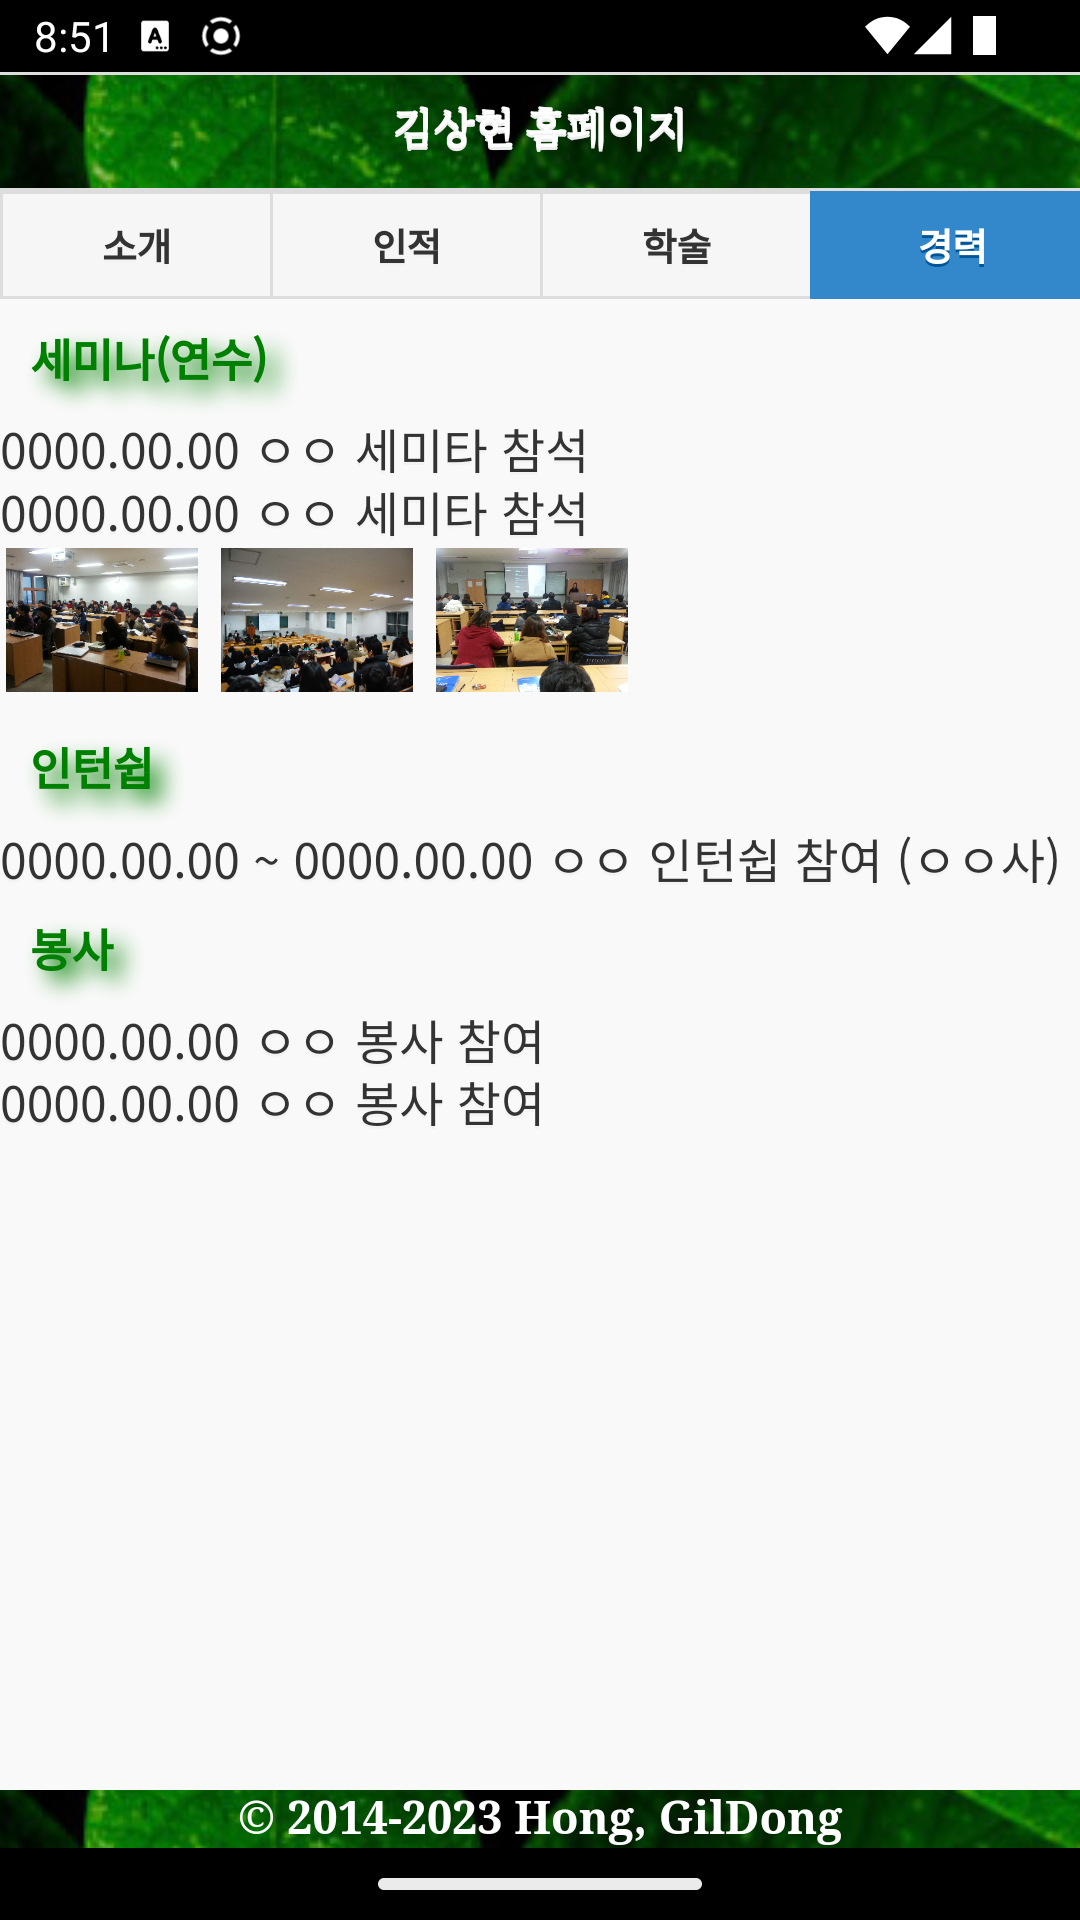 8:51
김상현 홈페이지
소개 인적 학술 경력
세미나(연수)
0000.00.00 ㅇㅇ 세미타 참석
0000.00.00 ㅇㅇ 세미타 참석
인턴쉽
0000.00.00 ~ 0000.00.00 ㅇㅇ 인턴쉽 참여 (ㅇㅇ사)
봉사
0000.00.00 ㅇㅇ 봉사 참여
0000.00.00 ㅇㅇ 봉사 참여
© 2014-2023 Hong, GilDong